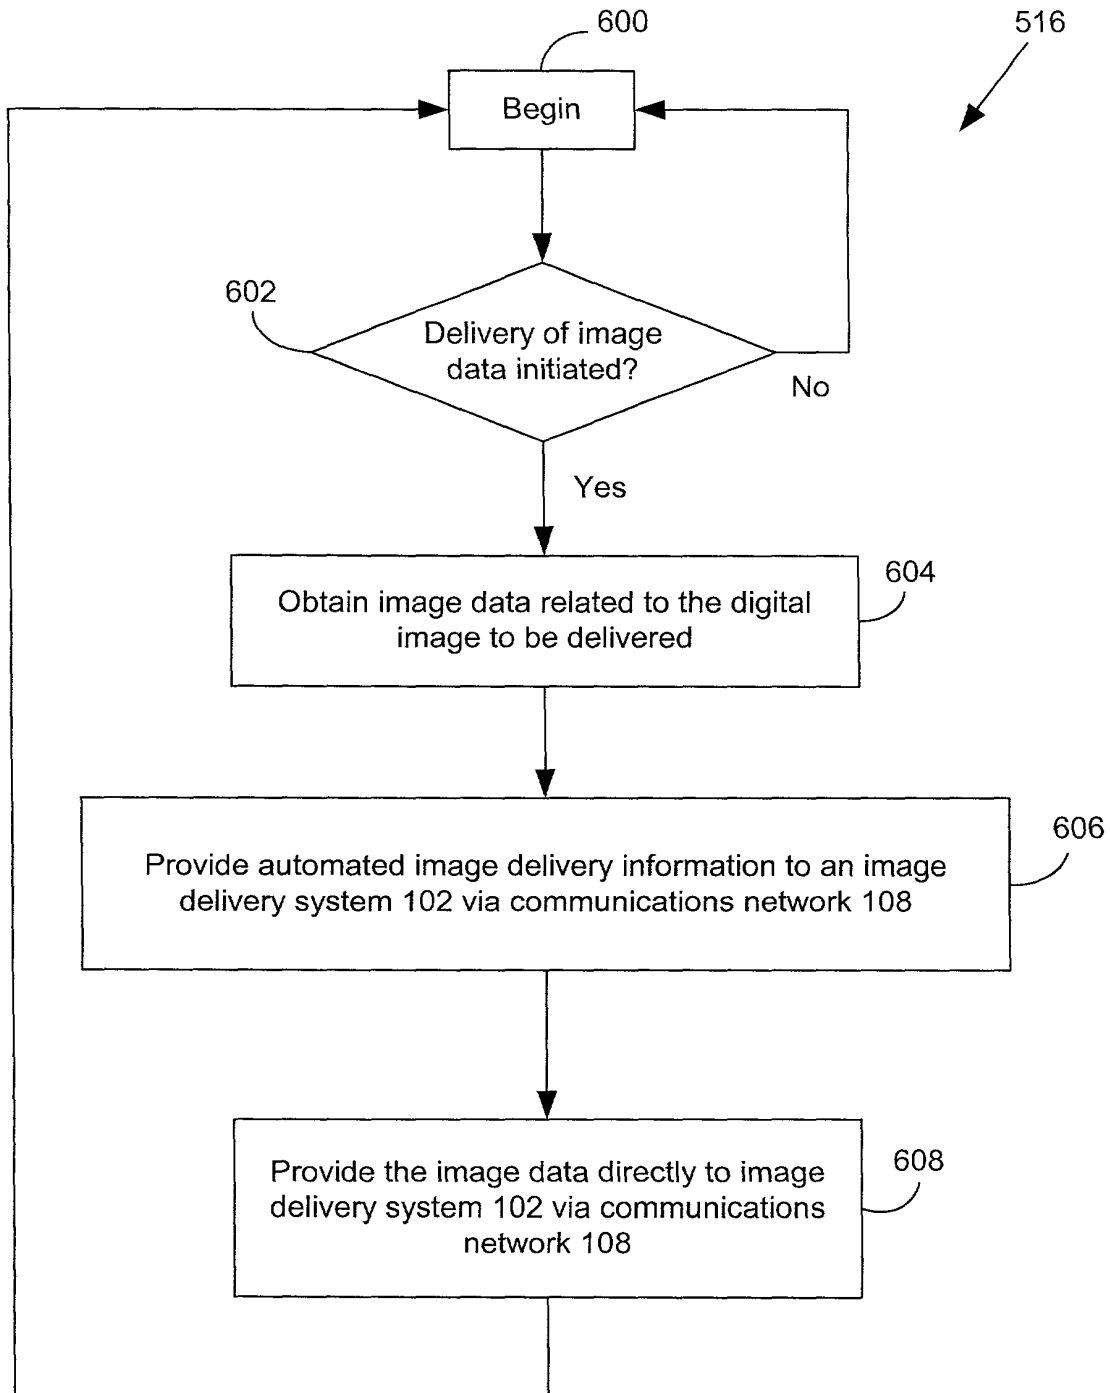 600
516
Begin
602
Delivery of image
data initiated?
No
Yes
604
Obtain image data related to the digital
image to be delivered
606
Provide automated image delivery information to an image
delivery system 102 via communications network 108
608
Provide the image data directly to image
delivery system 102 via communications
network 108